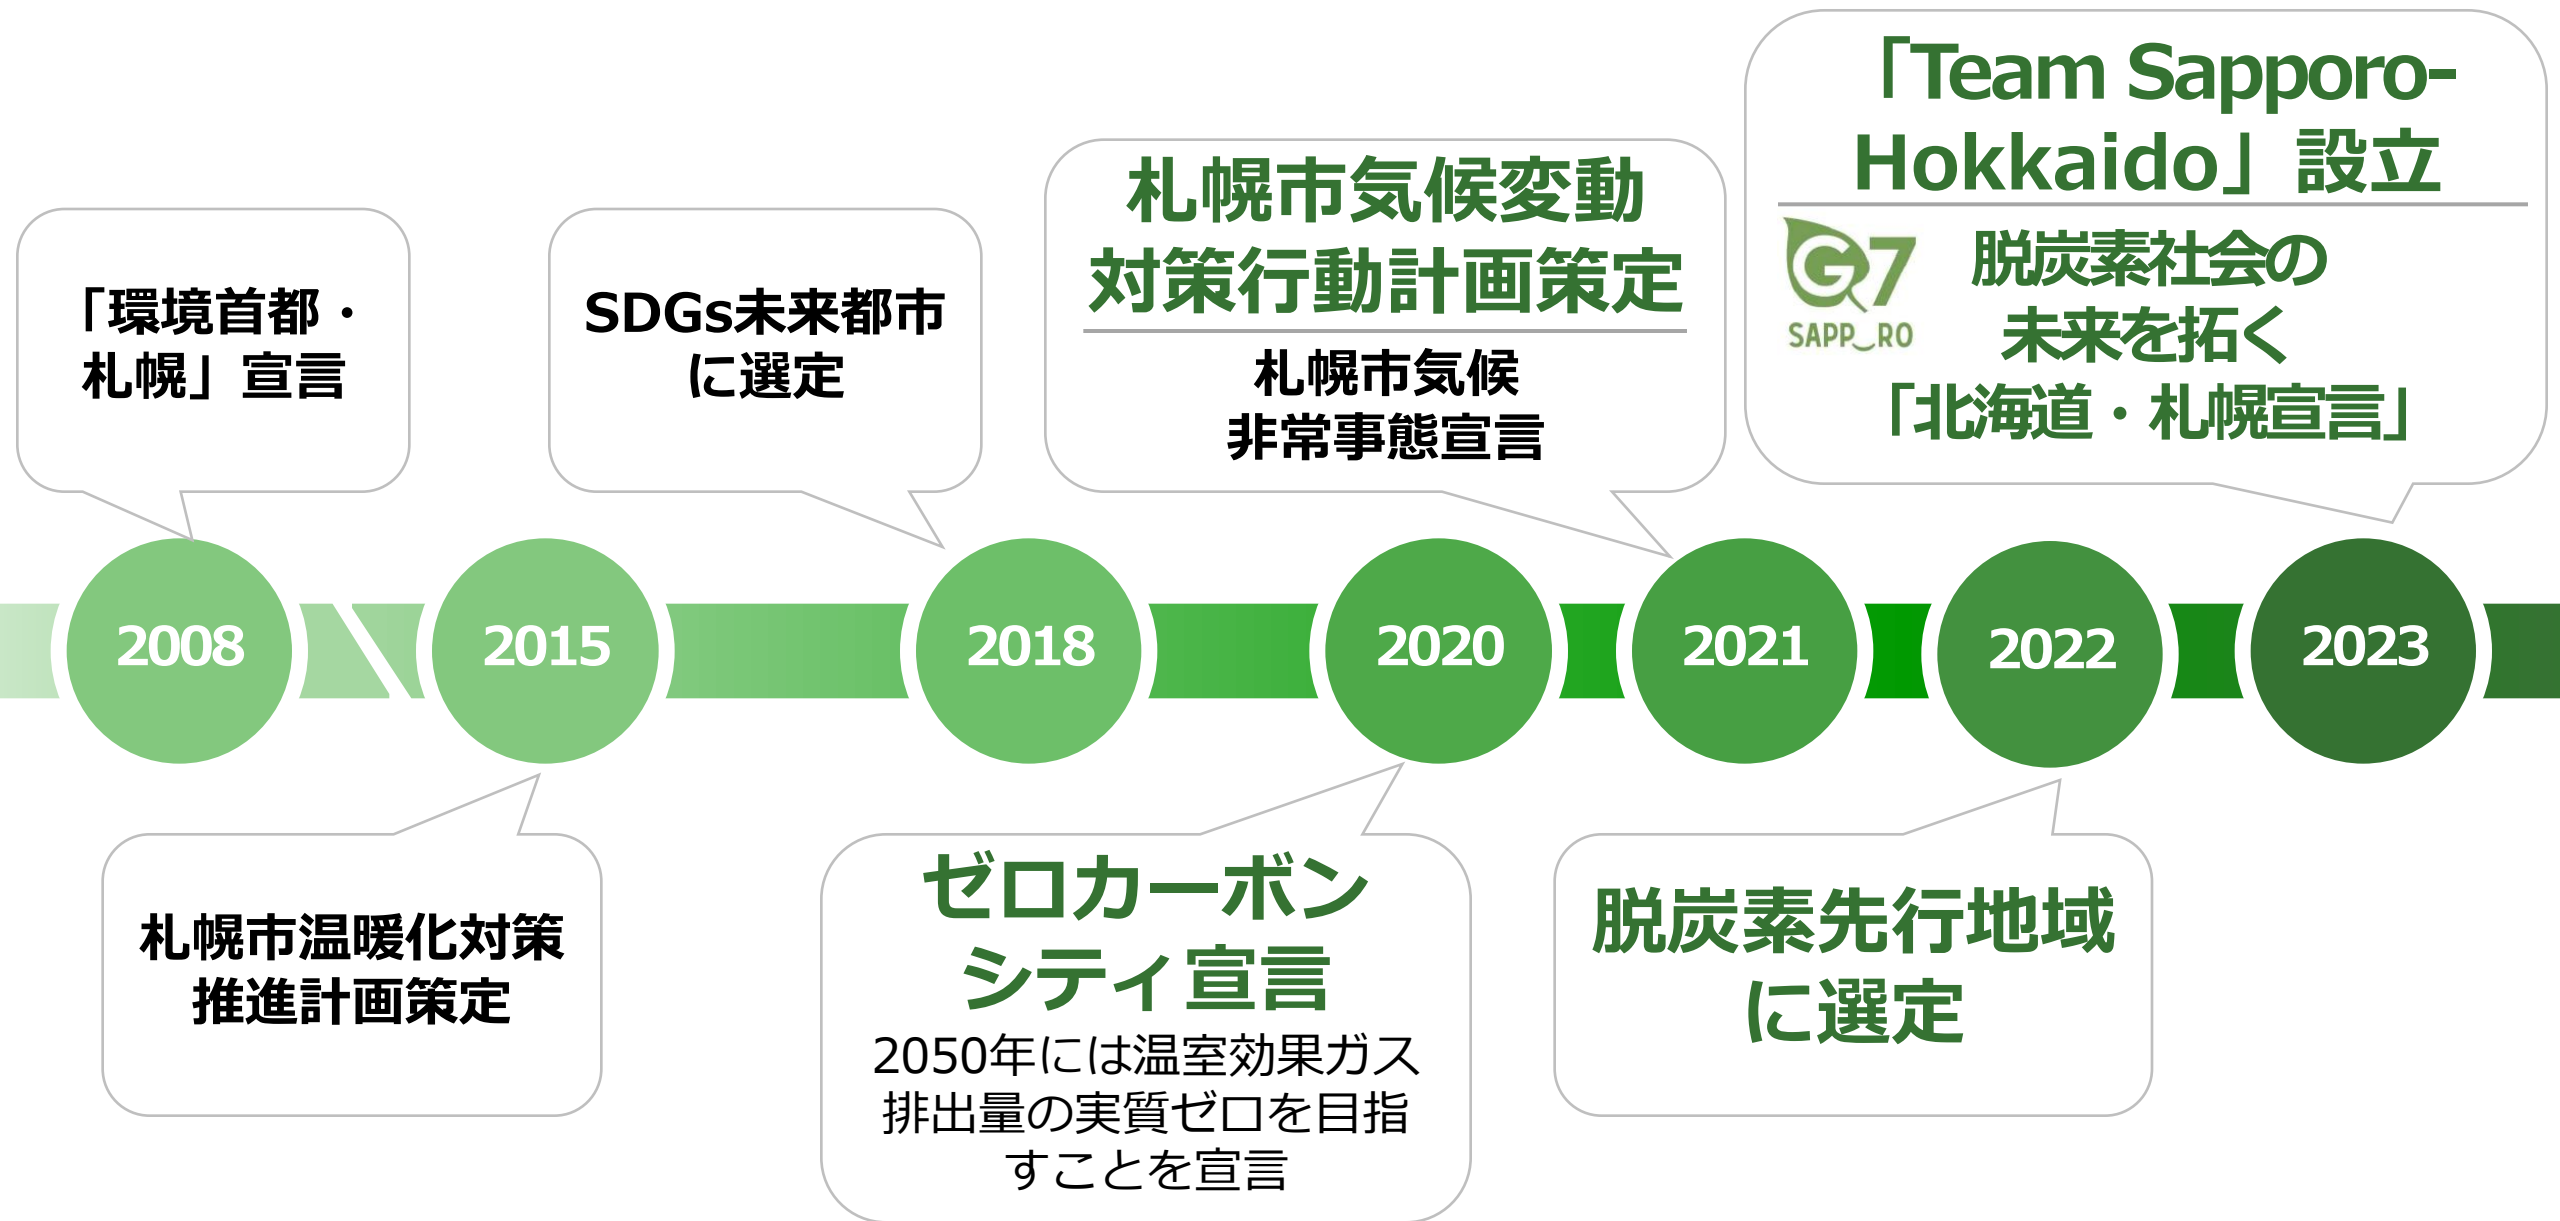 「環境首都・
札幌」宣言
SDGs未来都市
に選定
札幌市気候変動
対策行動計画策定
札幌市気候
非常事態宣言
「Team Sapporo-
Hokkaido」設立
G7
SAPP_RO
脱炭素社会の
未来を拓く
「北海道・札幌宣言」
2008
2015
2018
2020
2021
2022
2023
札幌市温暖化対策
推進計画策定
ゼロカーボン
シティ宣言
2050年には温室効果ガス
排出量の実質ゼロを目指
すことを宣言
脱炭素先行地域
に選定